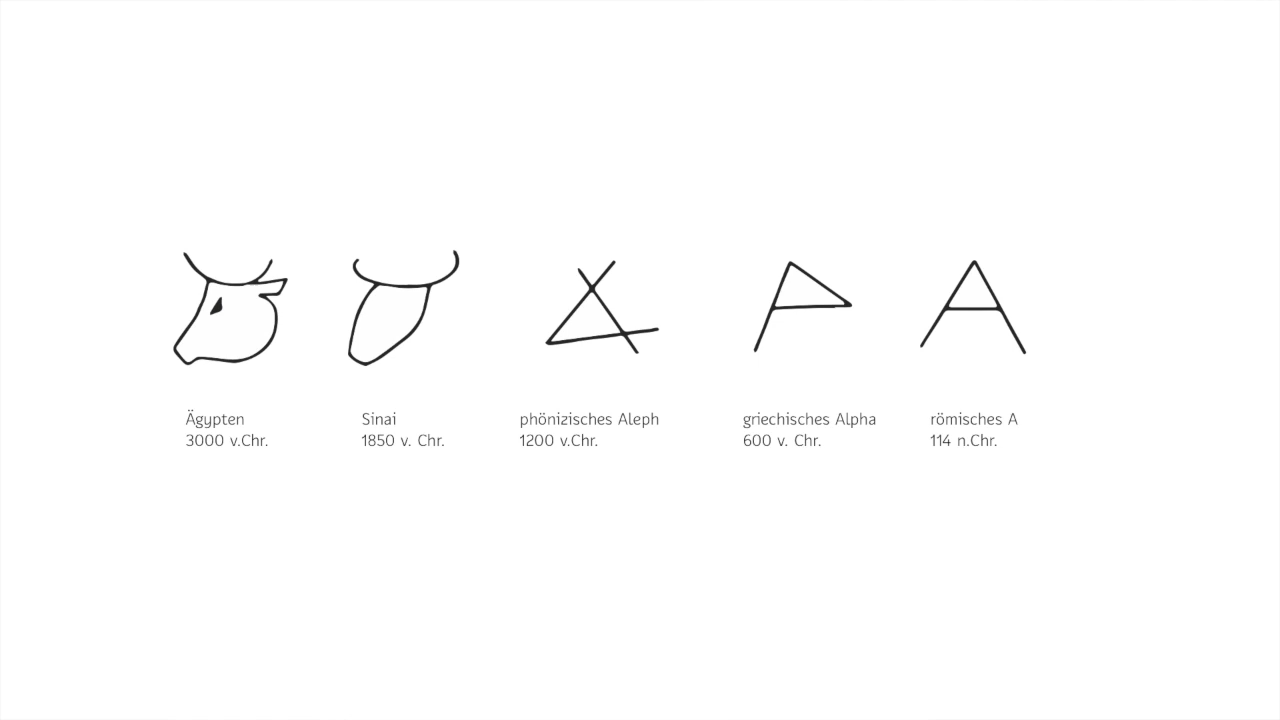 Ägypten
3000 v.Chr.
Sinai
1850 v. Chr.
phönizisches Aleph
1200 v.Chr.
griechisches Alpha
600 v. Chr.
römisches A
114 n.Chr.